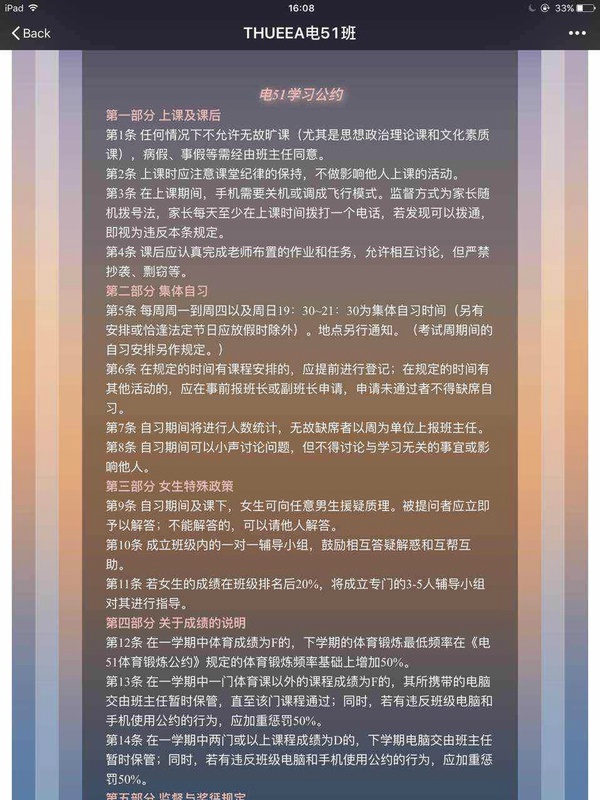 iPad
16:08
33%
Back
THUEEA电51班
电51学习公约
第一部分 上课及课后
第1条 任何情况下不允许无故旷课（尤其是思想政治理论课和文化素质
课），病假、事假等需经由班主任同意。
第2条 上课时应注意课堂纪律的保持，不做影响他人上课的活动。
第3条 在上课期间，手机需要关机或调成飞行模式。监督方式为家长随
机拨号法，家长每天至少在上课时间拨打一个电话，若发现可以拨通，
即视为违反本条规定。
第4条 课后应认真完成老师布置的作业和任务，允许相互讨论，但严禁
抄袭、剽窃等。
第二部分 集体自习
第5条 每周周一到周四以及周日19：30~21：30为集体自习时间（另有
安排或恰逢法定节日应放假时除外）。地点另行通知。（考试周期间的
自习安排另作规定。）
第6条 在规定的时间有课程安排的，应提前进行登记；在规定的时间有
其他活动的，应在事前报班长或副班长申请，申请未通过者不得缺席自
习。
第7条 自习期间将进行人数统计，无故缺席者以周为单位上报班主任。
第8条 自习期间可以小声讨论问题，但不得讨论与学习无关的事宜或影
响他人。
第三部分 女生特殊政策
第9条 自习期间及课下，女生可向任意男生援疑质理。被提问者应立即
予以解答；不能解答的，可以请他人解答。
第10条 成立班级内的一对一辅导小组，鼓励相互答疑解惑和互帮互
助。
第11条 若女生的成绩在班级排名后20%，将成立专门的3-5人辅导小组
对其进行指导。
第四部分 关于成绩的说明
第12条 在一学期中体育成绩为F的，下学期的体育锻炼最低频率在《电
51体育锻炼公约》规定的体育锻炼频率基础上增加50%。
第13条 在一学期中一门体育课以外的课程成绩为F的，其所携带的电脑
交由班主任暂时保管，直至该门课程通过；同时，若有违反班级电脑和
手机使用公约的行为，应加重惩罚50%。
第14条 在一学期中两门或以上课程成绩为D的，下学期电脑交由班主任
暂时保管；同时，若有违反班级电脑和手机使用公约的行为，应加重惩
罚50%。
第五部分 监督与奖惩规定